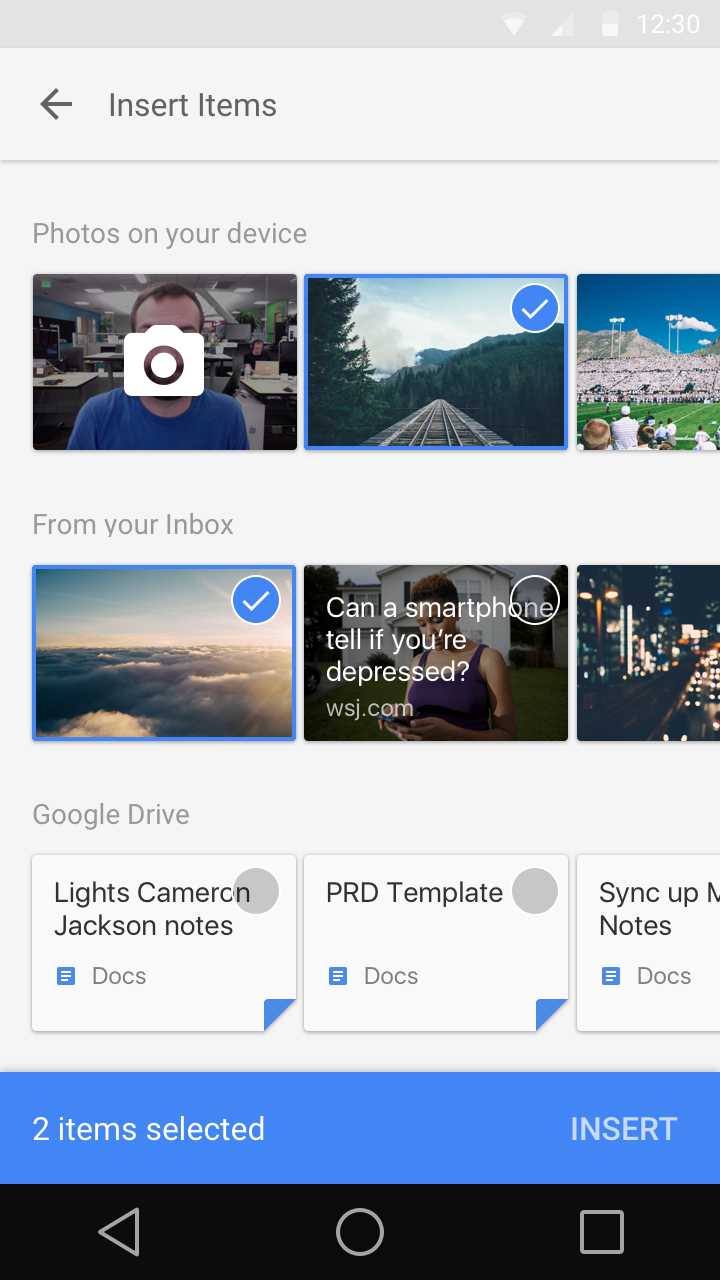 12:30
Insert Items
Photos on your device
From your Inbox
Can a smartphone
tell if you’re
depressed?
wsj.com
Google Drive
Lights Cameron
Jackson notes
Docs
PRD Template
Docs
Sync up
Notes
Docs
2 items selected
INSERT